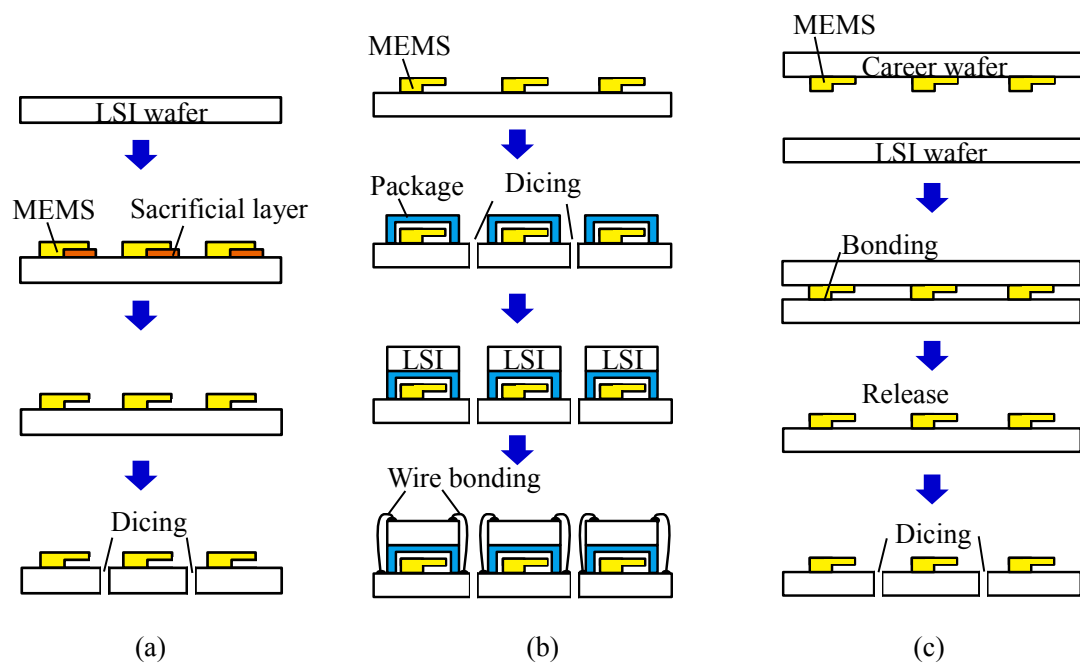 LSI wafer
MEMS
Sacrificial layer
Dicing
(a)
MEMS
Package
Dicing
LSI
LSI
LSI
Wire bonding
(b)
MEMS
Career wafer
LSI wafer
Bonding
Release
Dicing
(c)